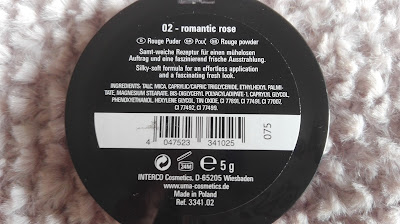 02 - romantic rose
Rouge Puder Róż Rouge powder
Samt-weiche Rezeptur für einen mühelosen
Auftrag und eine faszinierend frische Ausstrahlung.
Silky-soft formula for an effortless application
and a fascinating fresh look.
INGREDIENTS: TALC, MICA, CAPRYLIC/CAPRIC TRIGLYCERIDE, ETHYLHEXYL PALMI-
TATE, MAGNESIUM STEARATE, BIS-DIGLYCERYL POLYACYLADIPATE-1, CAPRYLYL GLYCOL,
PHENOXYETHANOL, HEXYLENE GLYCOL, TIN OXIDE, CI 77891, CI 77491, CI 77007,
CI 77492, CI 77499.
4 047523 341025
075
24M
5 g
INTERCO Cosmetics, D-65205 Wiesbaden
www.uma-cosmetics.de
Made in Poland
Ref. 3341.02